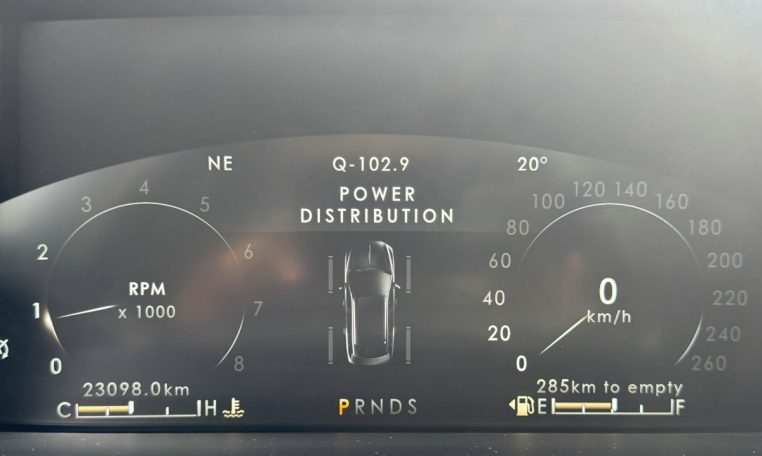 NE Q-102.9 20°
POWER
DISTRIBUTION
0 1 2 3 4 5 6 7 8
RPM
x 1000
0 20 40 60 80 100 120 140 160 180 200 220 240 260
0
km/h
23098.0km
285km to empty
C H
PRNDS
E F